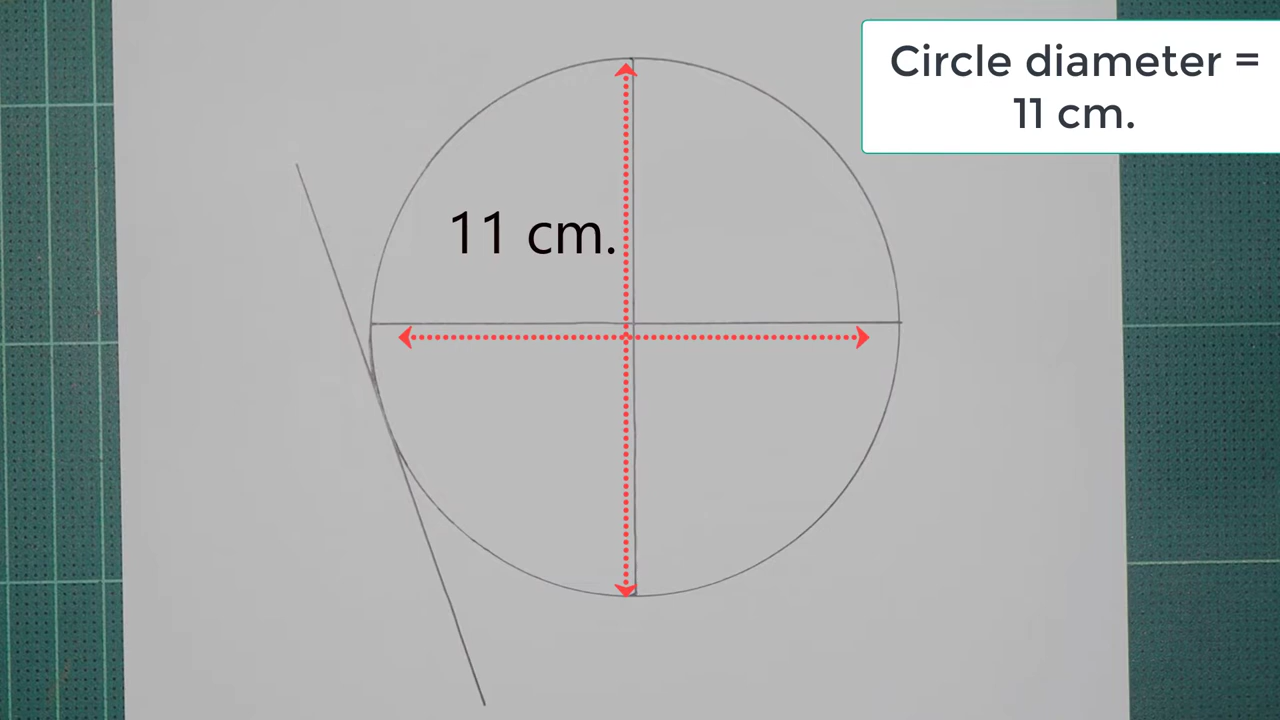 Circle diameter =
11 cm.
11 cm.